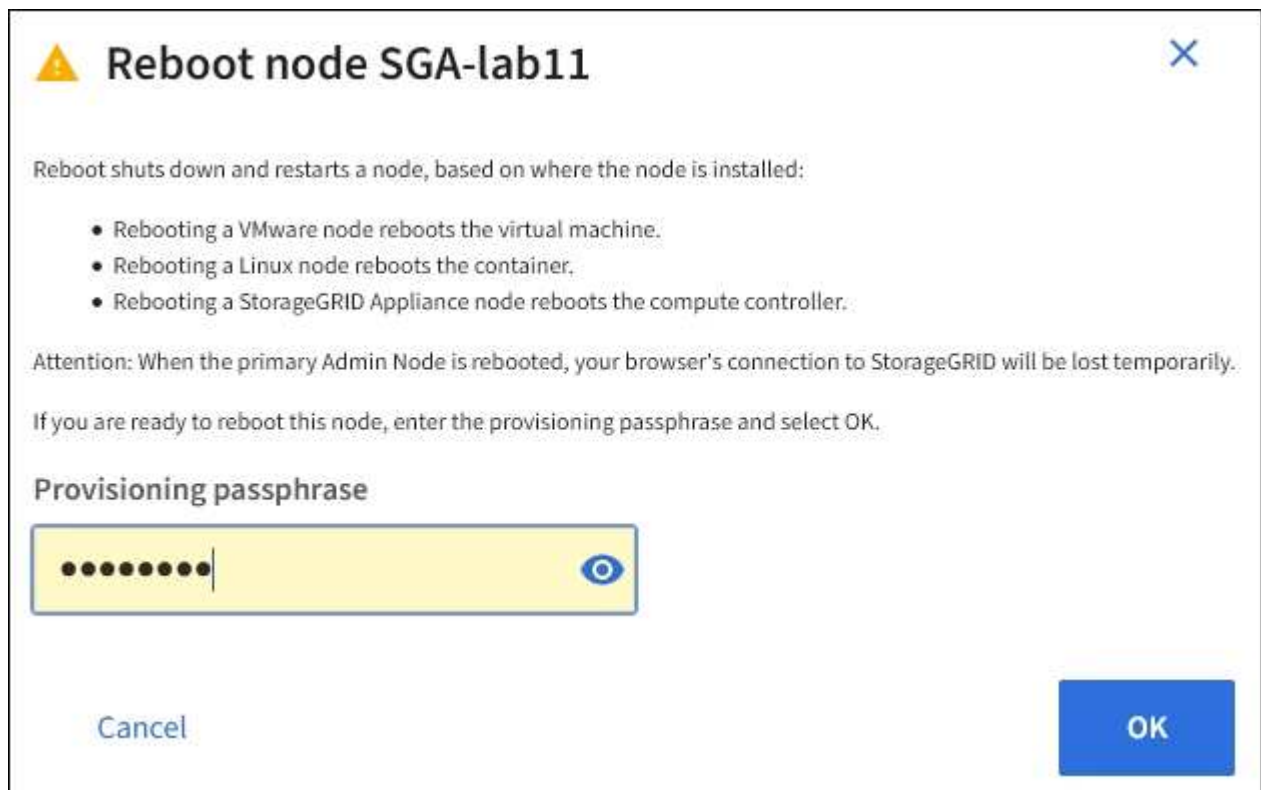 Reboot node SGA-lab11
Reboot shuts down and restarts a node, based on where the node is installed:
• Rebooting a VMware node reboots the virtual machine.
• Rebooting a Linux node reboots the container.
• Rebooting a StorageGRID Appliance node reboots the compute controller.
Attention: When the primary Admin Node is rebooted, your browser's connection to StorageGRID will be lost temporarily.
If you are ready to reboot this node, enter the provisioning passphrase and select OK.
Provisioning passphrase
••••••••
Cancel
OK